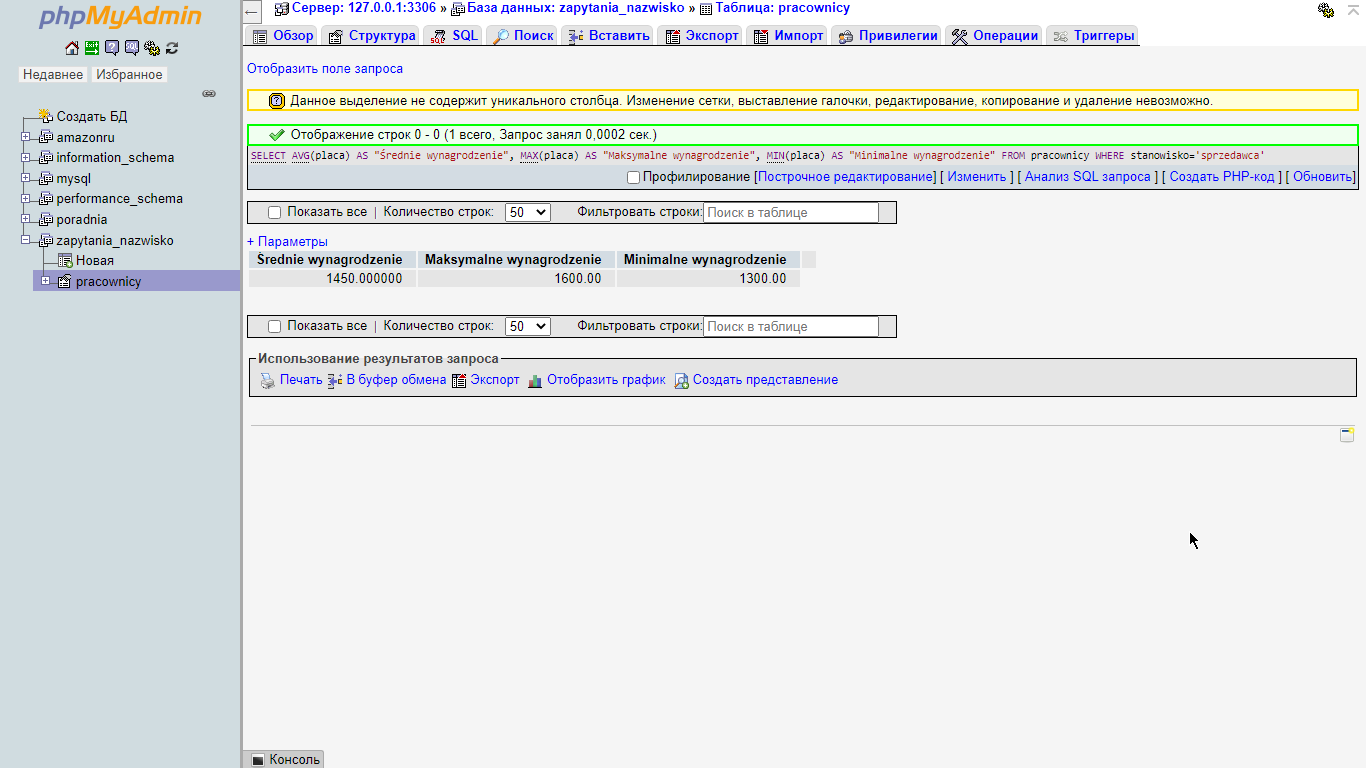 phpMyAdmin
Недавнее Избранное
Создать БД
amazonru
information_schema
mysql
performance_schema
poradnia
zapytania_nazwisko
Новая
pracownicy
Сервер: 127.0.0.1:3306 » База данных: zapytania_nazwisko » Таблица: pracownicy
Обзор Структура SQL Поиск Вставить Экспорт Импорт Привилегии Операции Триггеры
Отобразить поле запроса
Данное выделение не содержит уникального столбца. Изменение сетки, выставление галочки, редактирование, копирование и удаление невозможно.
Отображение строк 0 - 0 (1 всего, Запрос занял 0,0002 сек.)
SELECT AVG(placa) AS "Średnie wynagrodzenie", MAX(placa) AS "Maksymalne wynagrodzenie", MIN(placa) AS "Minimalne wynagrodzenie" FROM pracownicy WHERE stanowisko='sprzedawca'
Профилирование [Построчное редактирование] [ Изменить ] [ Анализ SQL запроса ] [ Создать PHP-код ] [ Обновить]
Показать все | Количество строк: 50 Фильтровать строки: Поиск в таблице
+ Параметры
Średnie wynagrodzenie Maksymalne wynagrodzenie Minimalne wynagrodzenie
1450.000000 1600.00 1300.00
Показать все | Количество строк: 50 Фильтровать строки: Поиск в таблице
Использование результатов запроса
Печать В буфер обмена Экспорт Отобразить график Создать представление
Консоль